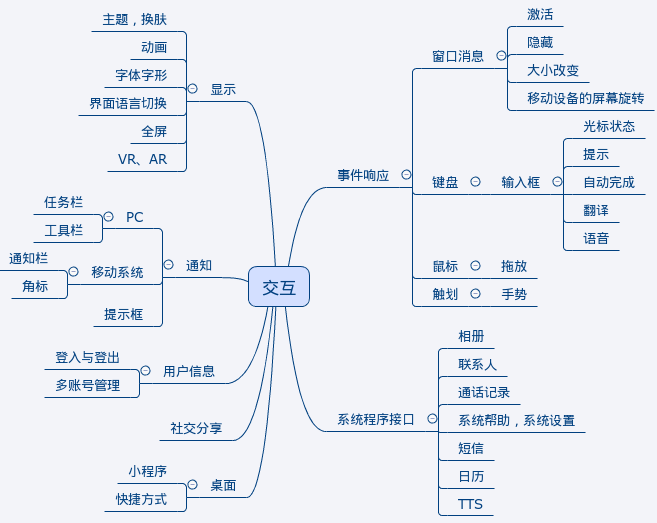 交互
显示
主题，换肤
动画
字体字形
界面语言切换
全屏
VR、AR
通知
PC
任务栏
工具栏
移动系统
通知栏
角标
提示框
用户信息
登入与登出
多账号管理
社交分享
桌面
小程序
快捷方式
事件响应
窗口消息
激活
隐藏
大小改变
移动设备的屏幕旋转
键盘
输入框
光标状态
提示
自动完成
翻译
语音
鼠标
拖放
触划
手势
系统程序接口
相册
联系人
通话记录
系统帮助，系统设置
短信
日历
TTS